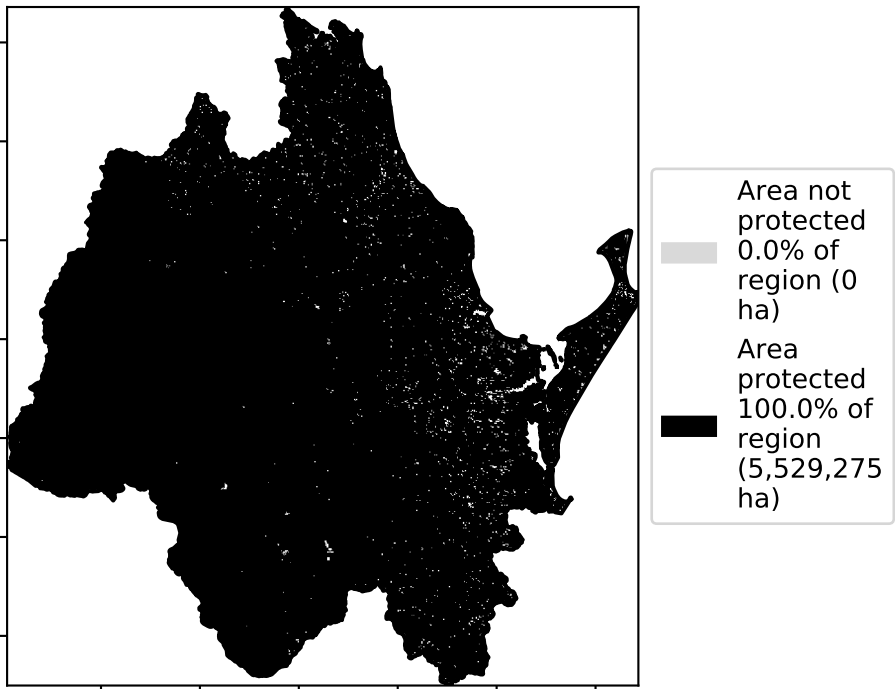 Area not
protected
0.0% of
region (0
ha)
Area
protected
100.0% of
region
(5,529,275
ha)